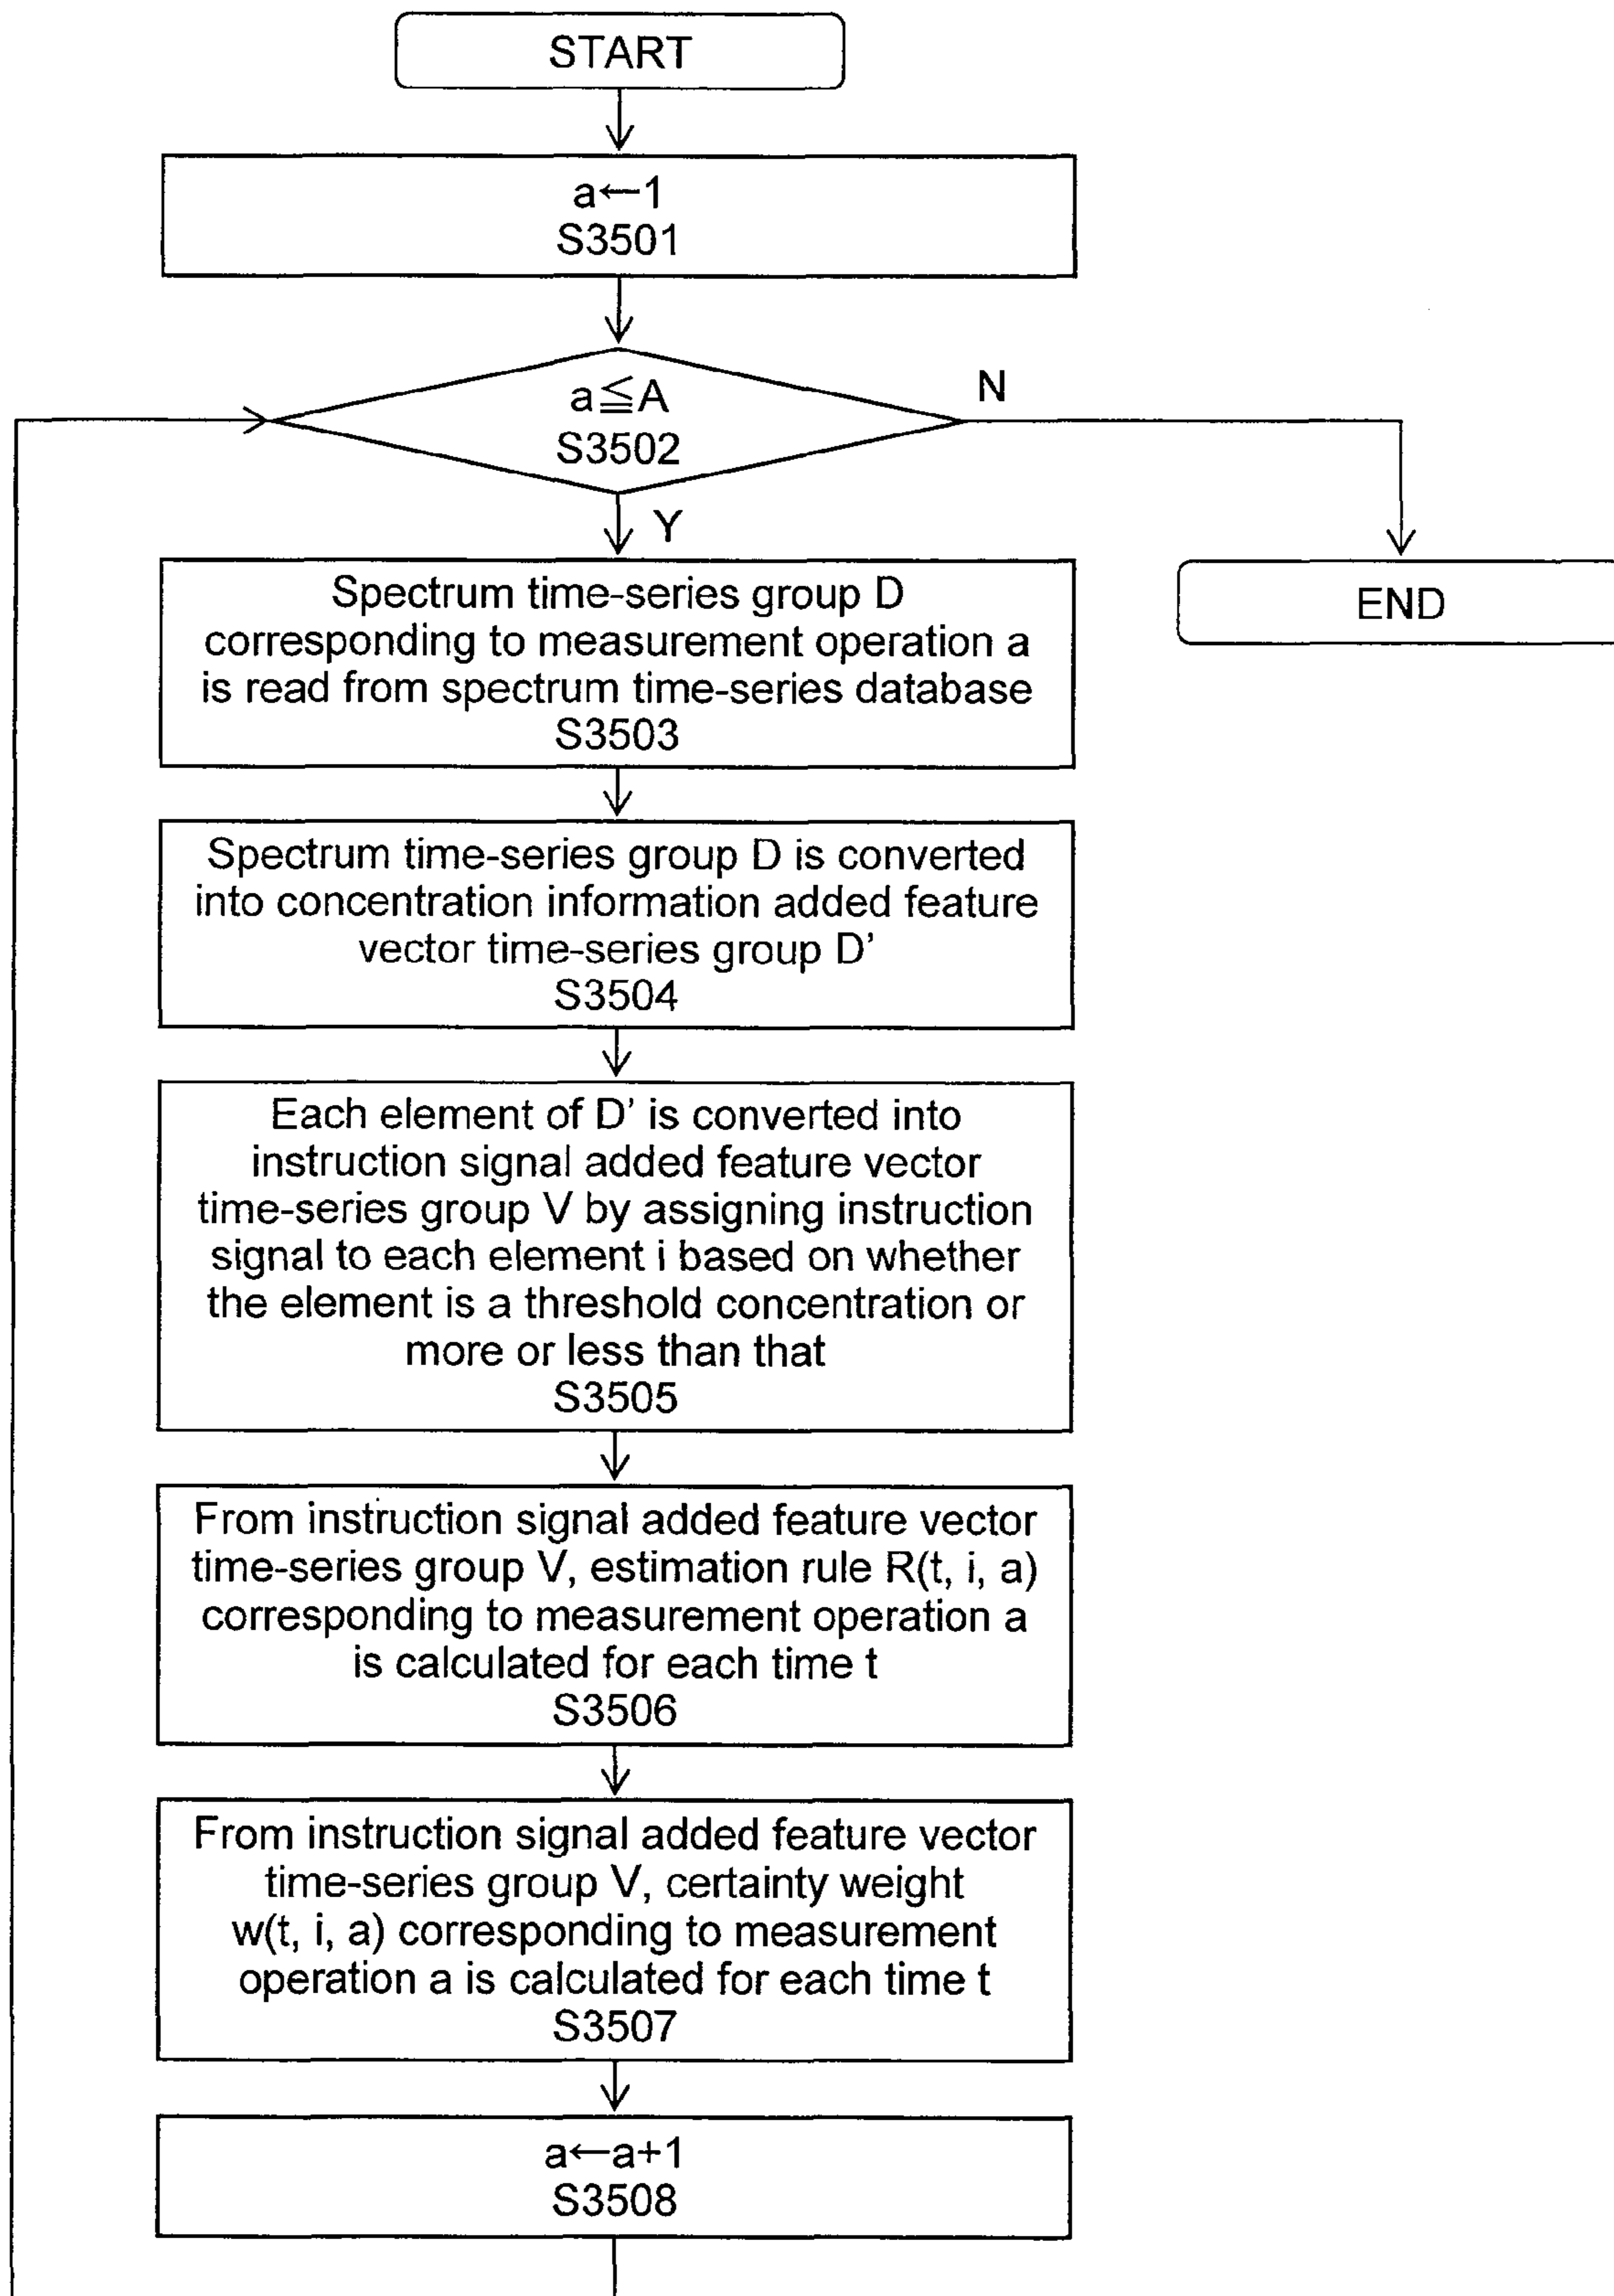 START
a←1
S3501
a≦A
S3502
N
Y
Spectrum time-series group D
corresponding to measurement operation a
is read from spectrum time-series database
S3503
END
Spectrum time-series group D is converted
into concentration information added feature
vector time-series group D’
S3504
Each element of D’ is converted into
instruction signal added feature vector
time-series group V by assigning instruction
signal to each element i based on whether
the element is a threshold concentration or
more or less than that
S3505
From instruction signal added feature vector
time-series group V, estimation rule R(t, i, a)
corresponding to measurement operation a
is calculated for each time t
S3506
From instruction signal added feature vector
time-series group V, certainty weight
w(t, i, a) corresponding to measurement
operation a is calculated for each time t
S3507
a←a+1
S3508